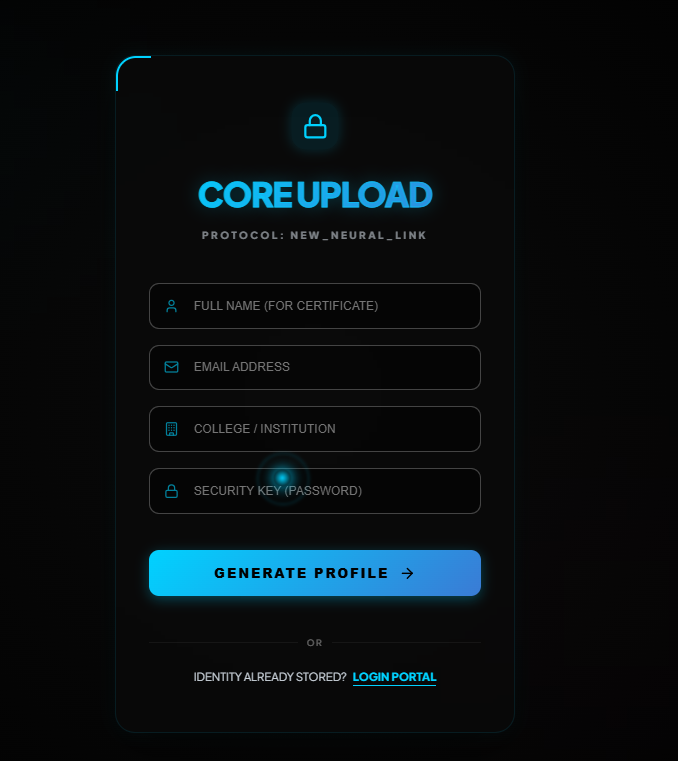 CORE UPLOAD
PROTOCOL: NEW_NEURAL_LINK
FULL NAME (FOR CERTIFICATE)
EMAIL ADDRESS
COLLEGE / INSTITUTION
SECURITY KEY (PASSWORD)
GENERATE PROFILE →
OR
IDENTITY ALREADY STORED? LOGIN PORTAL